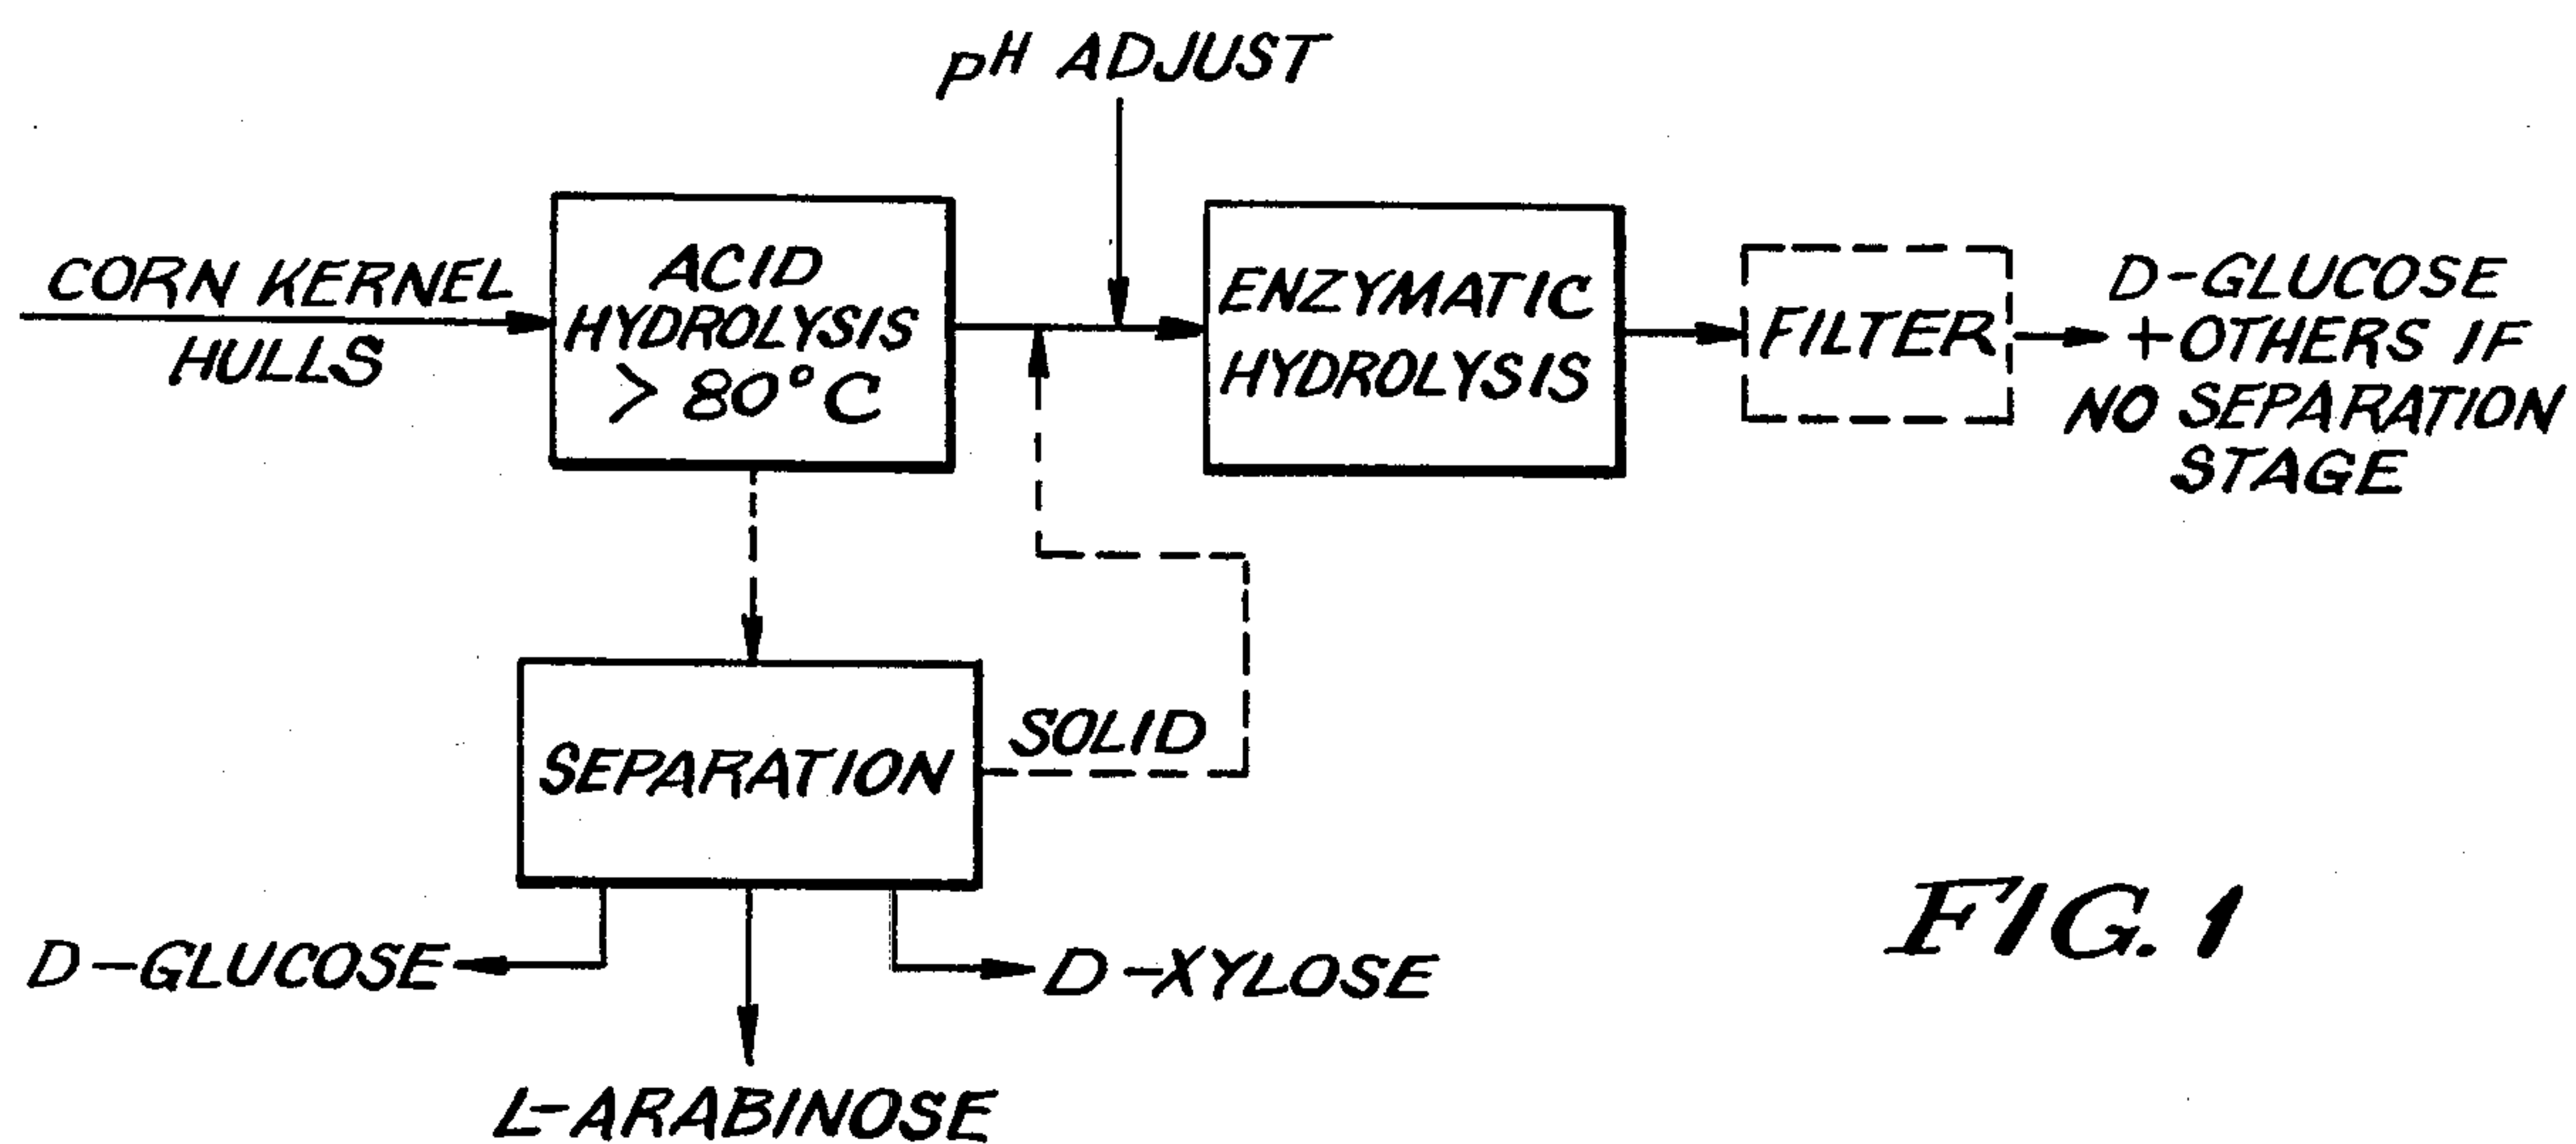 pH ADJUST
CORN KERNEL
HULLS
ACID
HYDROLYSIS
> 80°C
ENZYMATIC
HYDROLYSIS
FILTER
D-GLUCOSE
+OTHERS IF
NO SEPARATION
STAGE
SEPARATION
SOLID
D-GLUCOSE
D-XYLOSE
L-ARABINOSE
FIG. 1